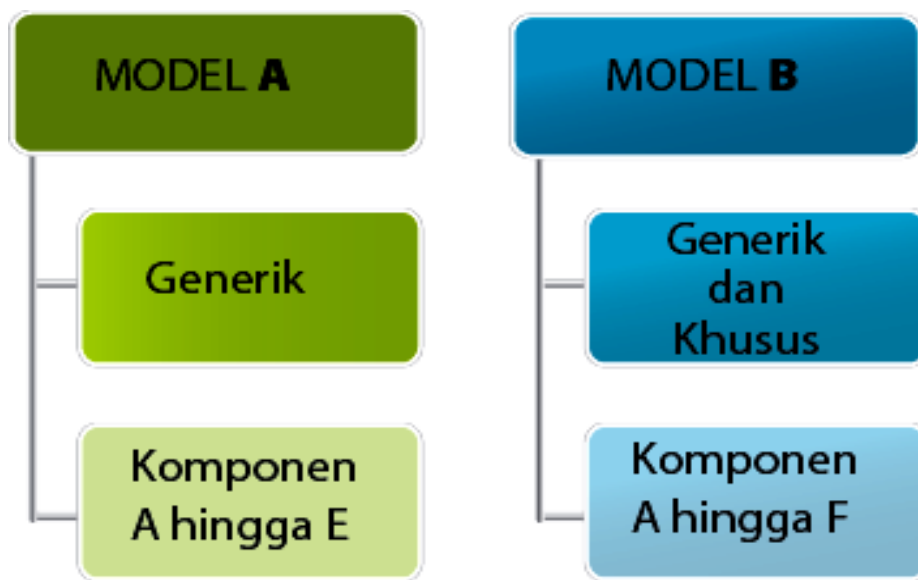 MODEL A
Generik
Komponen
A hingga E
MODEL B
Generik
dan
Khusus
Komponen
A hingga F